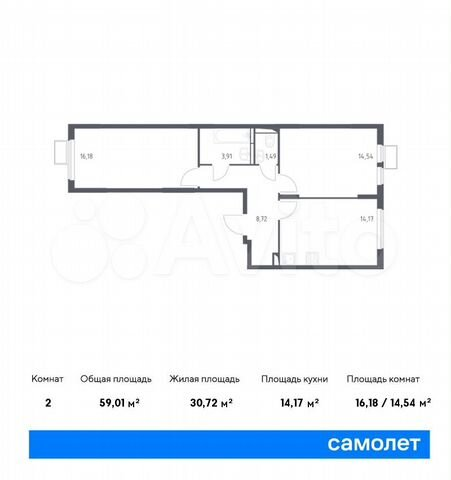 16,18
3,91
1,49
14,54
8,72
14,17
Avito
Комнат Общая площадь Жилая площадь Площадь кухни Площадь комнат
2 59,01 м² 30,72 м² 14,17 м² 16,18 / 14,54 м²
самолет